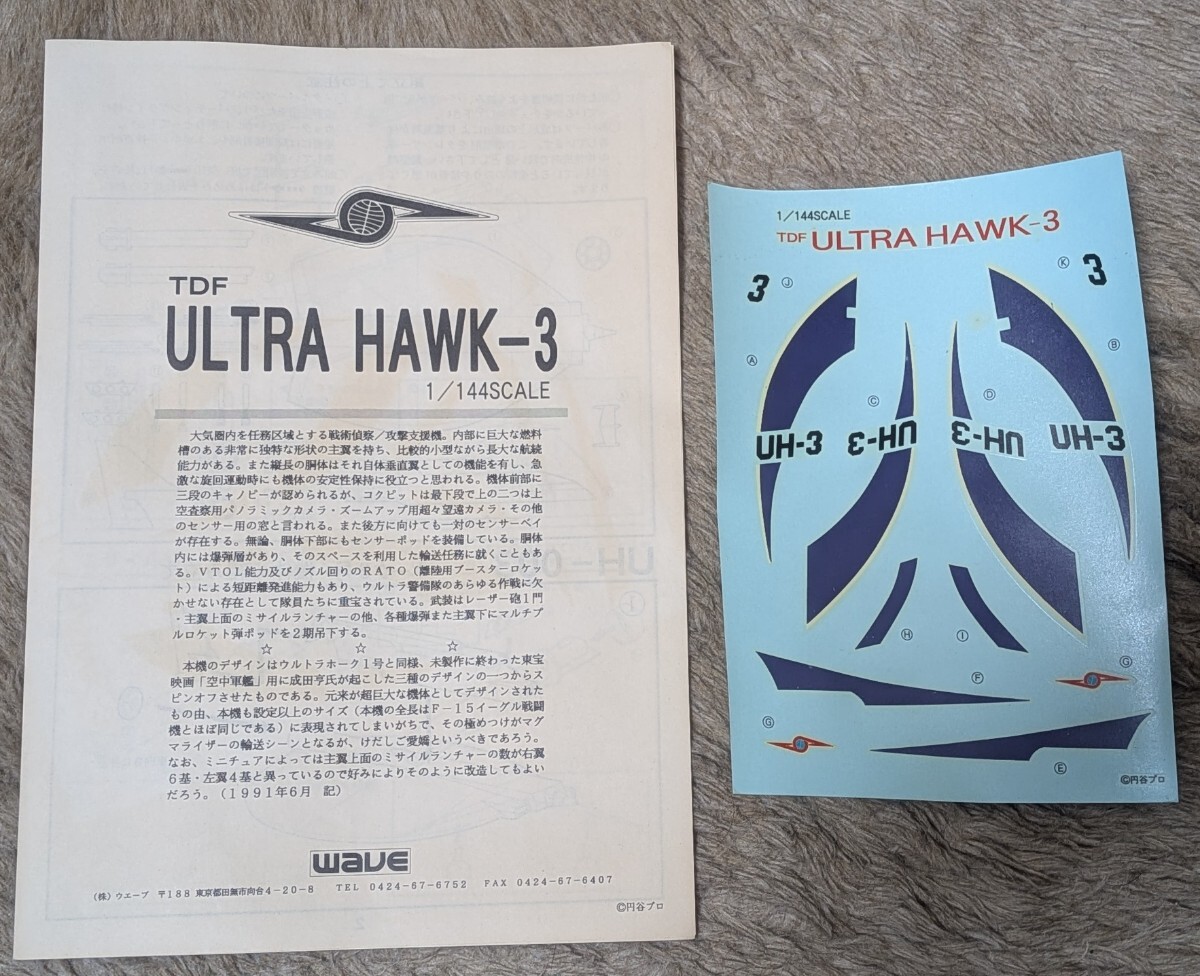 TDF
ULTRA HAWK-3
1/144SCALE
大気圏内を任務区域とする戦術偵察/攻撃支援機。内部に巨大な燃料
槽のある非常に独特な形状の主翼を持ち、比較的小型ながら長大な航続
能力がある。また縦長の胴体はそれ自体垂直翼としての機能を有し、急
激な旋回運動時にも機体の安定性保持に役立つと思われる。機体前部に
三段のキャノピーが認められるが、コクピットは最下段で上の二つは上
空査察用パノラミックカメラ・ズームアップ用超々望遠カメラ・その他
のセンサー用の窓と言われる。また後方に向けても一対のセンサーベイ
が存在する。無論、胴体下部にもセンサーポッドを装備している。胴体
内には爆弾層があり、そのスペースを利用した輸送任務に就くこともあ
る。VTOL能力及びノズル回りのRATO(離陸用ブースターロケッ
ト)による短距離発進能力もあり、ウルトラ警備隊のあらゆる作戦に欠
かせない存在として隊員たちに重宝されている。武装はレーザー砲1門
・主翼上面のミサイルランチャーの他、各種爆弾また主翼下にマルチプ
ルロケット弾ポッドを2期吊下する。
☆ ☆ ☆
本機のデザインはウルトラホーク1号と同様、未製作に終わった東宝
映画「空中軍艦」用に成田亨氏が起こした三種のデザインの一つからス
ピンオフさせたものである。元来が超巨大な機体としてデザインされた
もの由、本機も設定以上のサイズ(本機の全長はF-15イーグル戦闘
機とほぼ同じである)に表現されてしまいがちで、その極めつけがマグ
マライザーの輸送シーンとなるが、けだしご愛嬌というべきであろう。
なお、ミニチュアによっては主翼上面のミサイルランチャーの数が右翼
6基・左翼4基と異っているので好みによりそのように改造してもよい
だろう。(1991年6月 記)
wave
(株)ウエーブ 〒188 東京都田無市向台4-20-8 TEL 0424-67-6752 FAX 0424-67-6407
©円谷プロ
1/144SCALE
TDF ULTRA HAWK-3
3 J
K 3
A
B
C
D
UH-3
UH-3
UH-3
UH-3
H
I
F
G
G
E
©円谷プロ